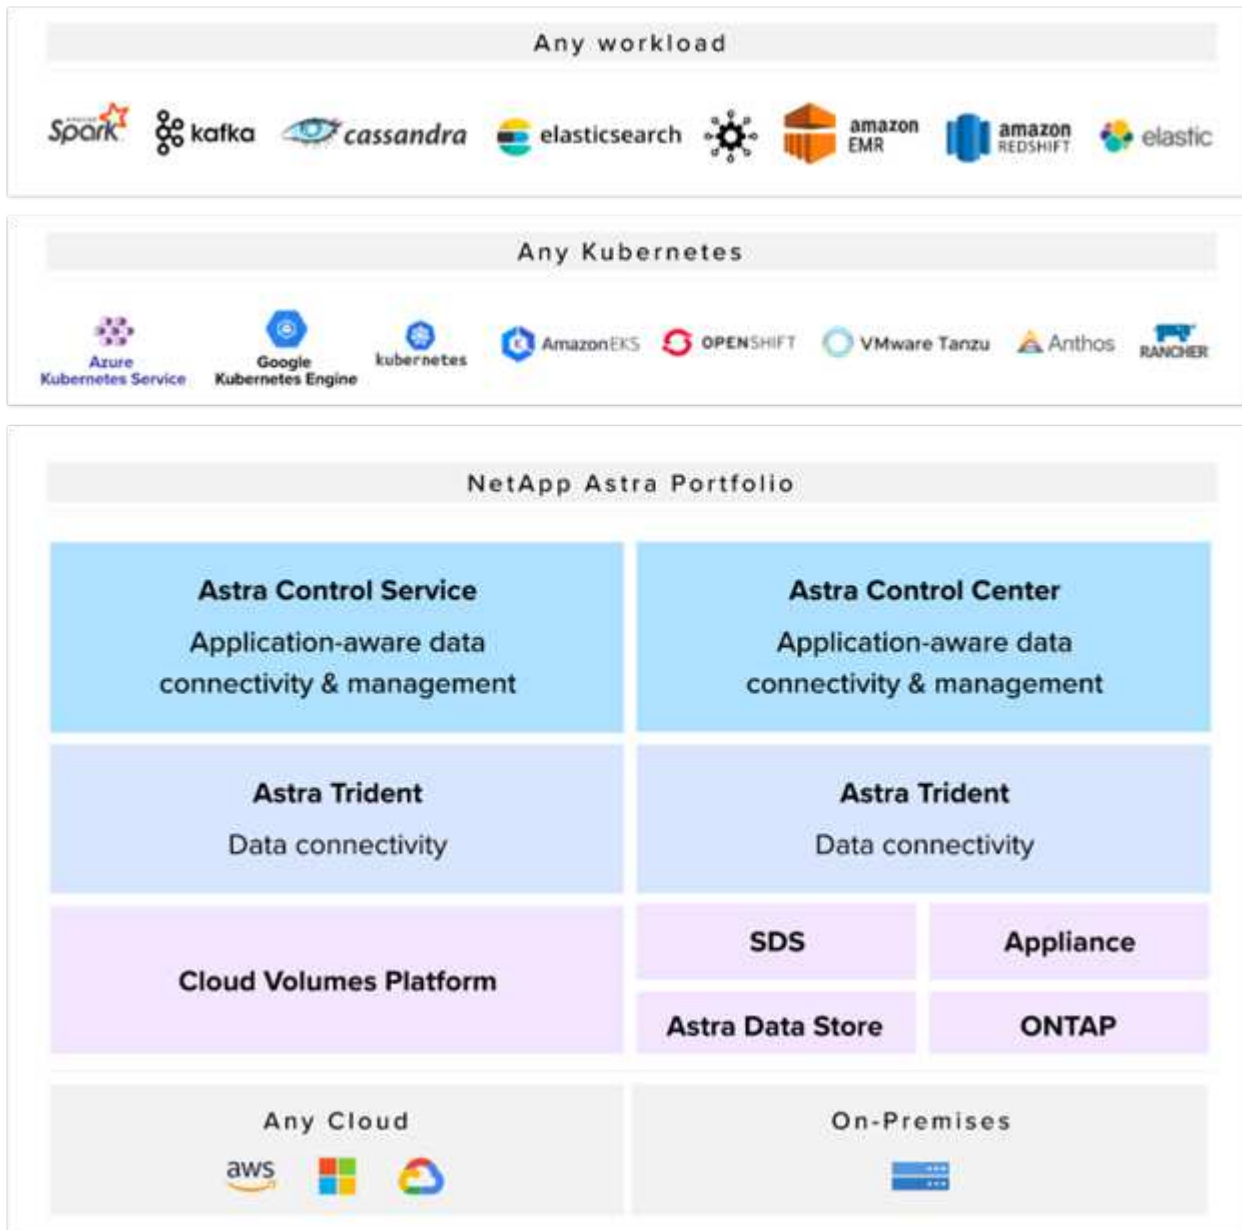 Any workload
APACHE
Spark
kafka
cassandra
elasticsearch
amazon
EMR
amazon
REDSHIFT
elastic
Any Kubernetes
Azure
Kubernetes Service
Google
Kubernetes Engine
kubernetes
Amazon EKS
OPENSHIFT
VMware Tanzu
Anthos
RANCHER
NetApp Astra Portfolio
Astra Control Service
Application-aware data
connectivity & management
Astra Control Center
Application-aware data
connectivity & management
Astra Trident
Data connectivity
Astra Trident
Data connectivity
Cloud Volumes Platform
SDS
Appliance
Astra Data Store
ONTAP
Any Cloud
aws
On-Premises